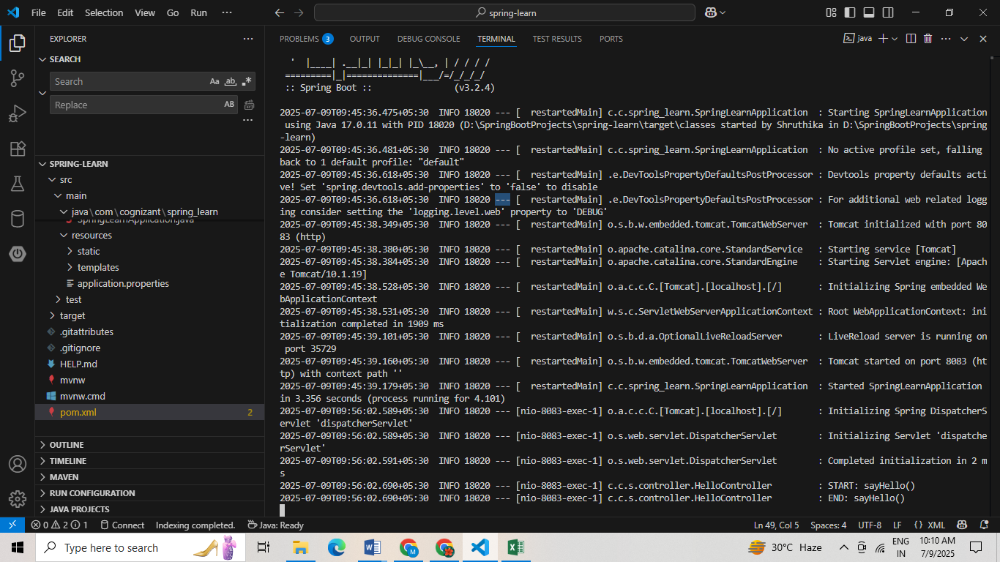 File Edit Selection View Go Run ···
spring-learn
EXPLORER
SEARCH
Search
Aa ab .*
Replace
AB
SPRING-LEARN
src
main
java\com\cognizant\spring_learn
SpringLearnApplication.java
resources
static
templates
application.properties
test
target
.gitattributes
.gitignore
HELP.md
mvnw
mvnw.cmd
pom.xml 2
OUTLINE
TIMELINE
MAVEN
RUN CONFIGURATION
JAVA PROJECTS
PROBLEMS 3 OUTPUT DEBUG CONSOLE TERMINAL TEST RESULTS PORTS
java
  '  |____| .__|_| |_|_| |_\__, | / / / /
 =========|_|==============|___/=/_/_/_/
 :: Spring Boot ::                (v3.2.4)
2025-07-09T09:45:36.475+05:30  INFO 18020 --- [  restartedMain] c.c.spring_learn.SpringLearnApplication  : Starting SpringLearnApplication
 using Java 17.0.11 with PID 18020 (D:\SpringBootProjects\spring-learn\target\classes started by Shruthika in D:\SpringBootProjects\spring
-learn)
2025-07-09T09:45:36.481+05:30  INFO 18020 --- [  restartedMain] c.c.spring_learn.SpringLearnApplication  : No active profile set, falling
back to 1 default profile: "default"
2025-07-09T09:45:36.618+05:30  INFO 18020 --- [  restartedMain] .e.DevToolsPropertyDefaultsPostProcessor : Devtools property defaults acti
ve! Set 'spring.devtools.add-properties' to 'false' to disable
2025-07-09T09:45:36.618+05:30  INFO 18020 --- [  restartedMain] .e.DevToolsPropertyDefaultsPostProcessor : For additional web related logg
ing consider setting the 'logging.level.web' property to 'DEBUG'
2025-07-09T09:45:38.349+05:30  INFO 18020 --- [  restartedMain] o.s.b.w.embedded.tomcat.TomcatWebServer  : Tomcat initialized with port 80
83 (http)
2025-07-09T09:45:38.380+05:30  INFO 18020 --- [  restartedMain] o.apache.catalina.core.StandardService   : Starting service [Tomcat]
2025-07-09T09:45:38.384+05:30  INFO 18020 --- [  restartedMain] o.apache.catalina.core.StandardEngine    : Starting Servlet engine: [Apach
e Tomcat/10.1.19]
2025-07-09T09:45:38.528+05:30  INFO 18020 --- [  restartedMain] o.a.c.c.C.[Tomcat].[localhost].[/]       : Initializing Spring embedded We
bApplicationContext
2025-07-09T09:45:38.531+05:30  INFO 18020 --- [  restartedMain] w.s.c.ServletWebServerApplicationContext : Root WebApplicationContext: ini
tialization completed in 1909 ms
2025-07-09T09:45:39.101+05:30  INFO 18020 --- [  restartedMain] o.s.b.d.a.OptionalLiveReloadServer       : LiveReload server is running on
 port 35729
2025-07-09T09:45:39.160+05:30  INFO 18020 --- [  restartedMain] o.s.b.w.embedded.tomcat.TomcatWebServer  : Tomcat started on port 8083 (ht
tp) with context path ''
2025-07-09T09:45:39.179+05:30  INFO 18020 --- [  restartedMain] c.c.spring_learn.SpringLearnApplication  : Started SpringLearnApplication
in 3.356 seconds (process running for 4.101)
2025-07-09T09:56:02.589+05:30  INFO 18020 --- [nio-8083-exec-1] o.a.c.c.C.[Tomcat].[localhost].[/]       : Initializing Spring DispatcherS
ervlet 'dispatcherServlet'
2025-07-09T09:56:02.589+05:30  INFO 18020 --- [nio-8083-exec-1] o.s.web.servlet.DispatcherServlet        : Initializing Servlet 'dispatche
rServlet'
2025-07-09T09:56:02.591+05:30  INFO 18020 --- [nio-8083-exec-1] o.s.web.servlet.DispatcherServlet        : Completed initialization in 2 m
s
2025-07-09T09:56:02.690+05:30  INFO 18020 --- [nio-8083-exec-1] c.c.s.controller.HelloController         : START: sayHello()
2025-07-09T09:56:02.690+05:30  INFO 18020 --- [nio-8083-exec-1] c.c.s.controller.HelloController         : END: sayHello()
0 2 1 Connect Indexing completed. Java: Ready Ln 49, Col 5 Spaces: 4 UTF-8 LF {} XML
Type here to search
30°C Haze
ENG
IN
10:10 AM
7/9/2025